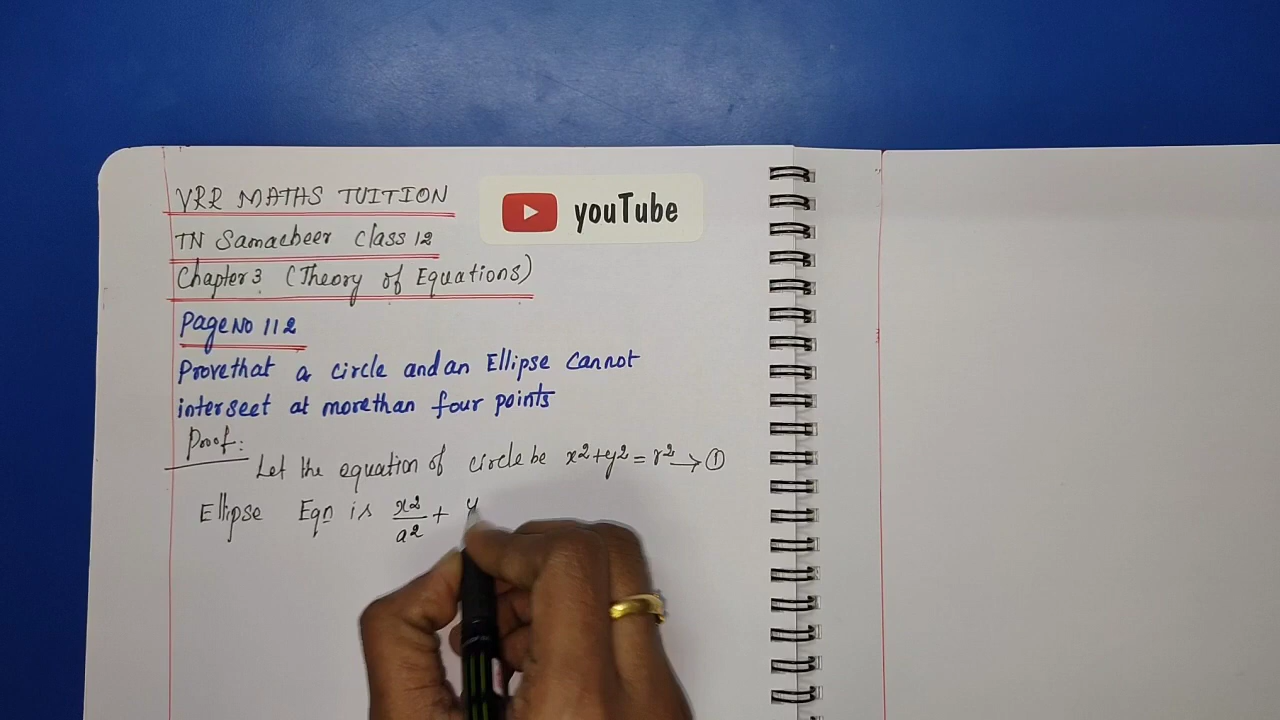 VRR MATHS TUITION
youTube
TN Samacheer Class 12
Chapter 3 (Theory of Equations)
Page No 112
Prove that a circle and an Ellipse cannot
intersect at more than four points
Proof:
Let the equation of circle be x²+y²=r² → ①
Ellipse Eqn is x²/a² + y